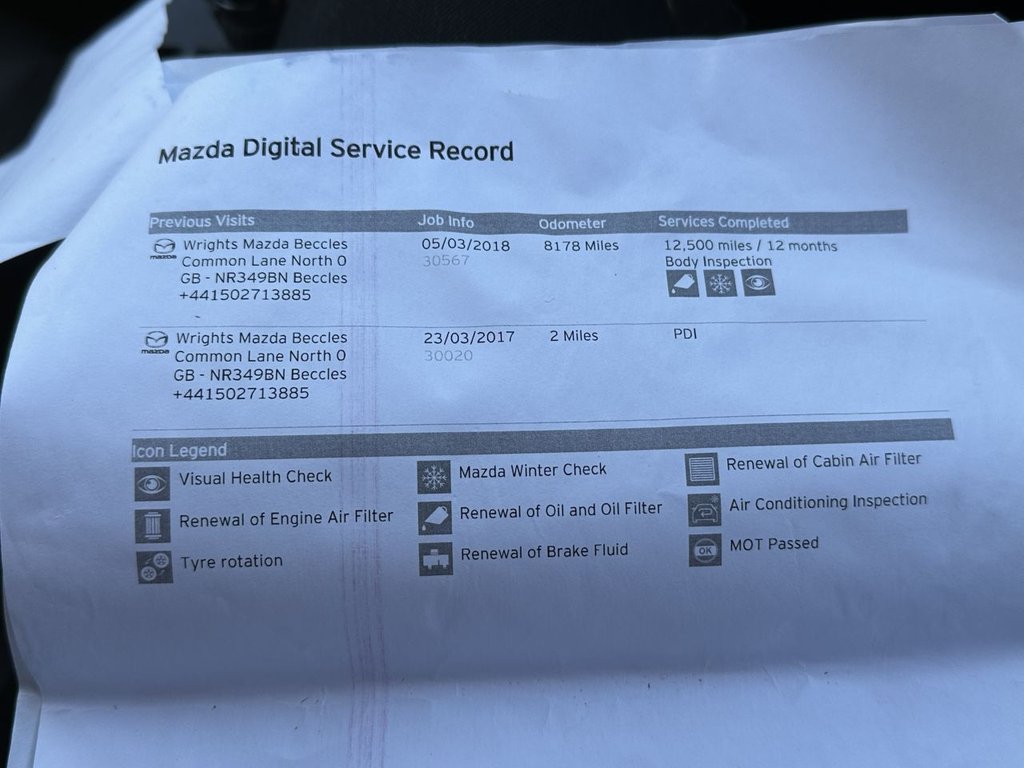 Mazda Digital Service Record
Previous Visits Job Info Odometer Services Completed
Wrights Mazda Beccles 05/03/2018 8178 Miles 12,500 miles / 12 months
mazda Common Lane North 0 30567 Body Inspection
GB - NR349BN Beccles
+441502713885
Wrights Mazda Beccles 23/03/2017 2 Miles PDI
mazda Common Lane North 0 30020
GB - NR349BN Beccles
+441502713885
Icon Legend
Visual Health Check Mazda Winter Check Renewal of Cabin Air Filter
Renewal of Engine Air Filter Renewal of Oil and Oil Filter Air Conditioning Inspection
Tyre rotation Renewal of Brake Fluid OK MOT Passed